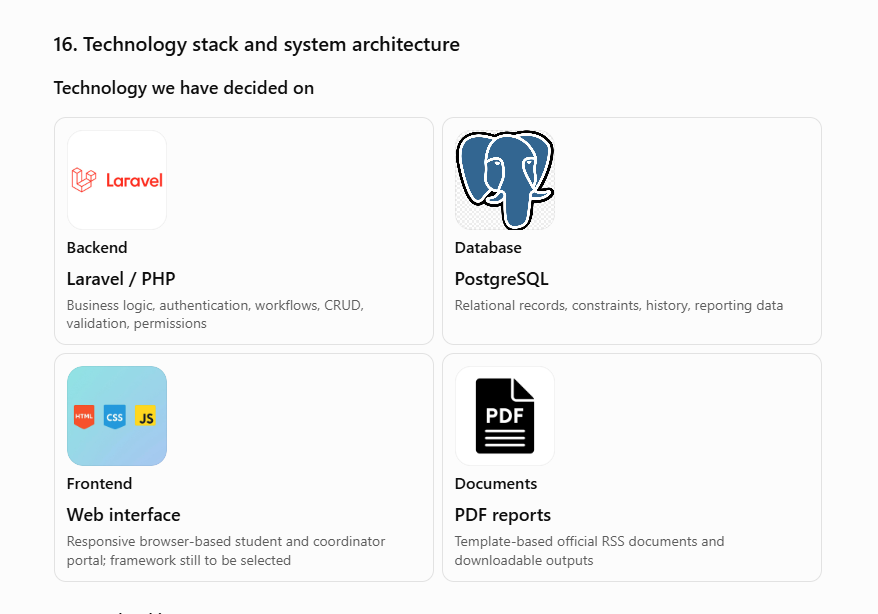 16. Technology stack and system architecture
Technology we have decided on
Laravel
Backend
Laravel / PHP
Business logic, authentication, workflows, CRUD,
validation, permissions
Database
PostgreSQL
Relational records, constraints, history, reporting data
HTML CSS JS
Frontend
Web interface
Responsive browser-based student and coordinator
portal; framework still to be selected
PDF
Documents
PDF reports
Template-based official RSS documents and
downloadable outputs